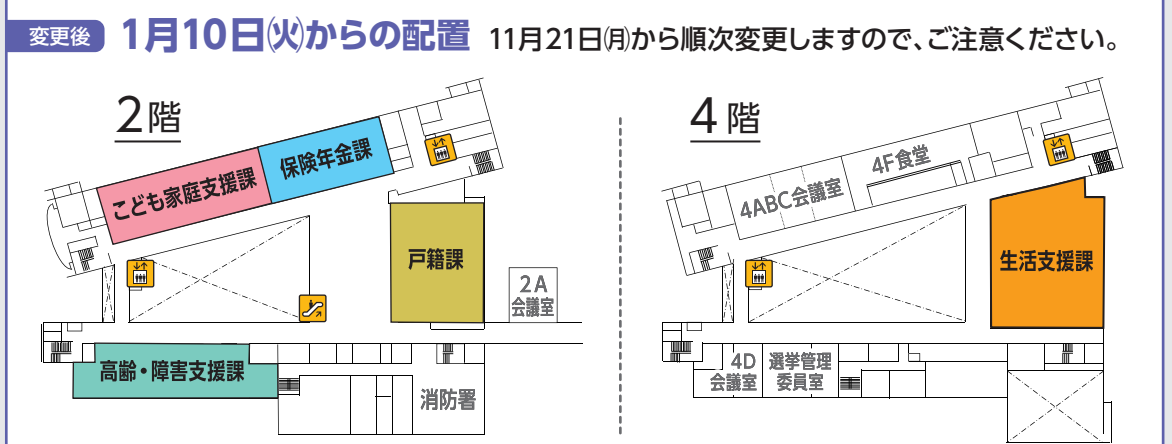 変更後 1月10日㈫からの配置 11月21日㈪から順次変更しますので、ご注意ください。
2階
こども家庭支援課
保険年金課
戸籍課
2A
会議室
高齢・障害支援課
消防署
4階
4ABC会議室
4F食堂
生活支援課
4D
会議室
選挙管理
委員室